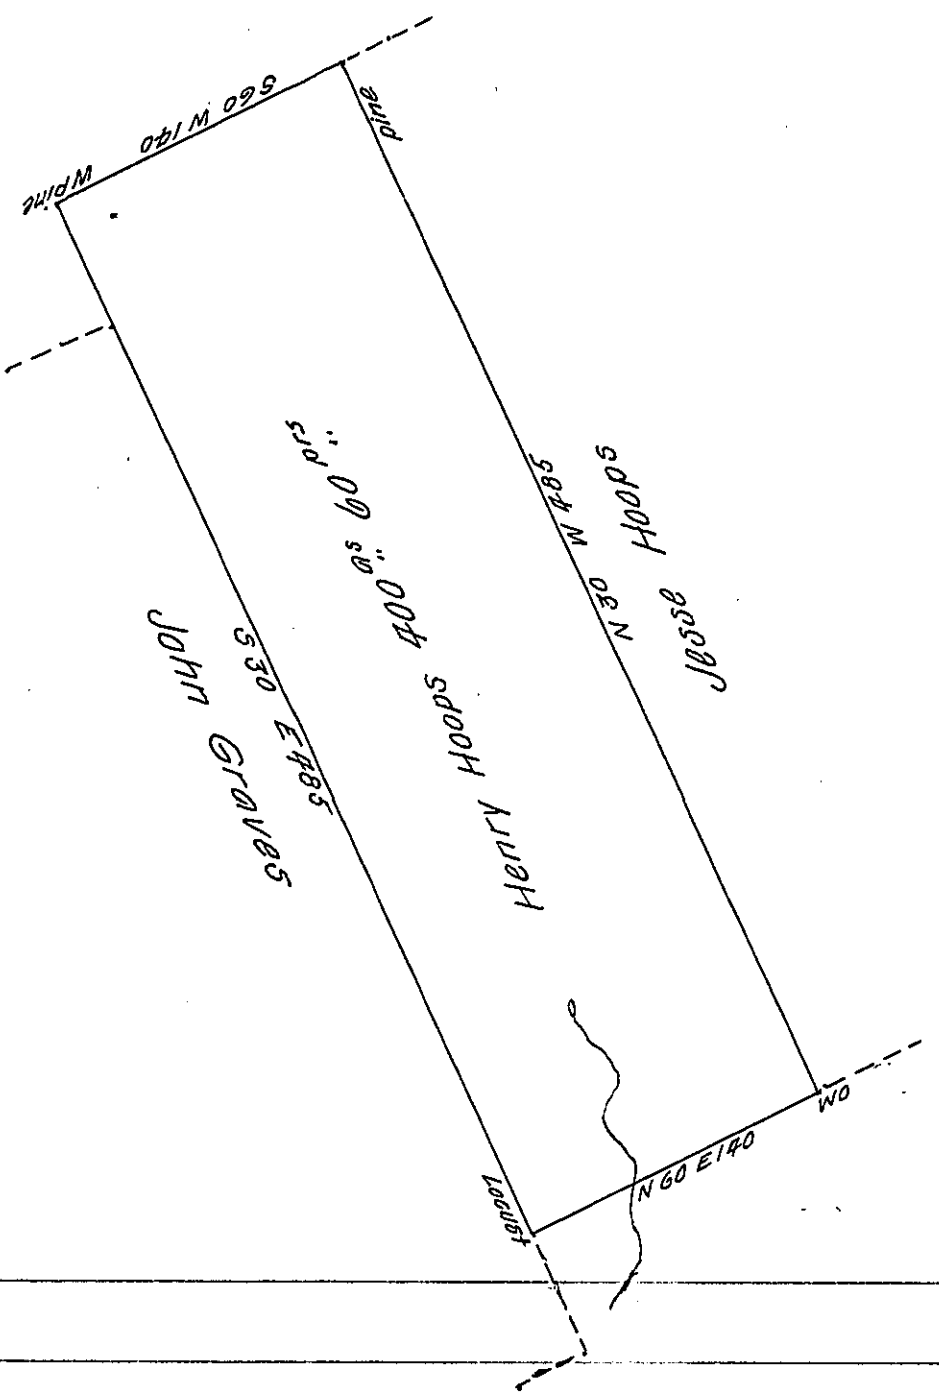 S 60 W 140
W pine
pine
N 30 W 485
Jesse Hoops
Henry Hoops 400 as " 60 prs "
S 30 E 485
John Graves
N 60 E 140
WO
Locust